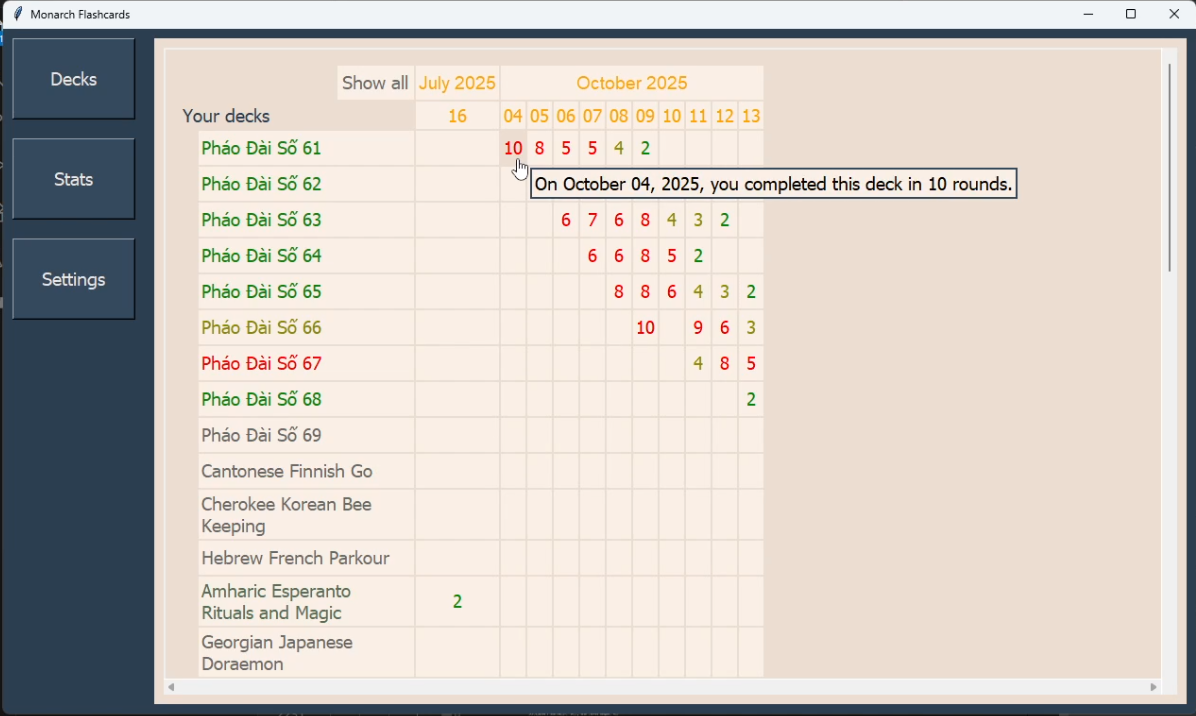 Monarch Flashcards
Decks
Stats
Settings
Show all July 2025 October 2025
Your decks 16 04 05 06 07 08 09 10 11 12 13
Pháo Đài Số 61 10 8 5 5 4 2
On October 04, 2025, you completed this deck in 10 rounds.
Pháo Đài Số 62
Pháo Đài Số 63 6 7 6 8 4 3 2
Pháo Đài Số 64 6 6 8 5 2
Pháo Đài Số 65 8 8 6 4 3 2
Pháo Đài Số 66 10 9 6 3
Pháo Đài Số 67 4 8 5
Pháo Đài Số 68 2
Pháo Đài Số 69
Cantonese Finnish Go
Cherokee Korean Bee
Keeping
Hebrew French Parkour
Amharic Esperanto
Rituals and Magic 2
Georgian Japanese
Doraemon